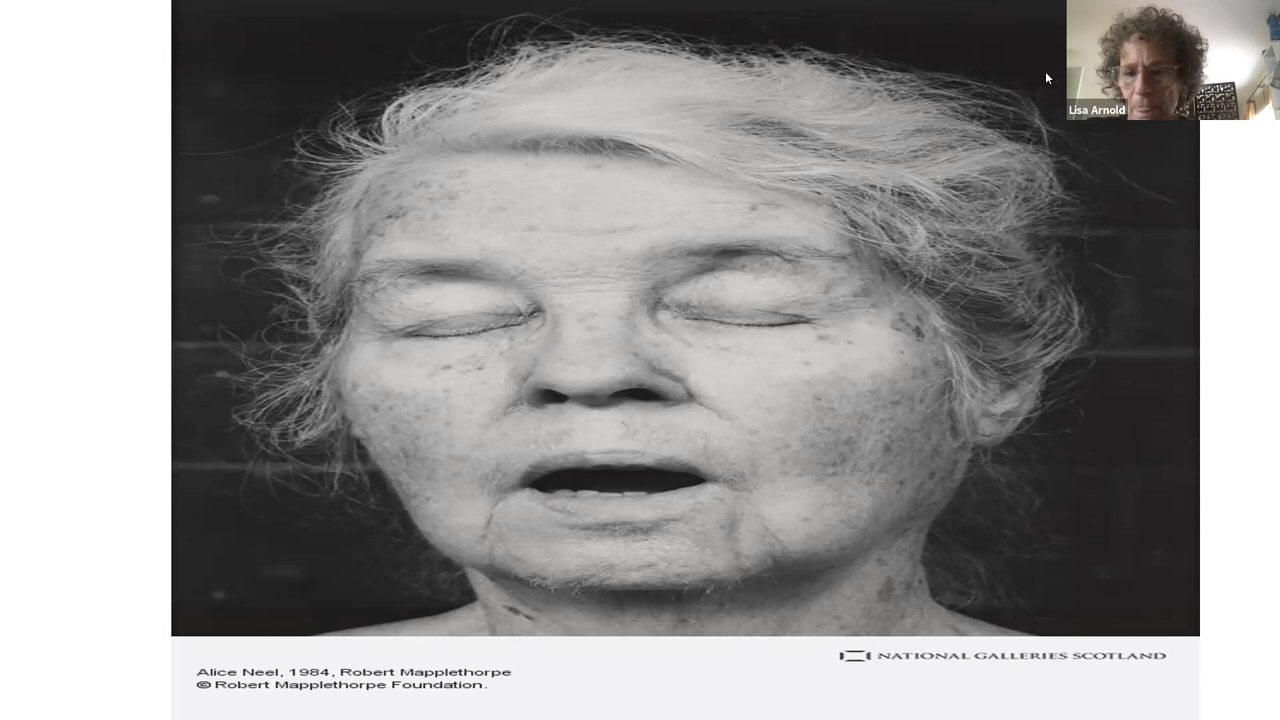 Lisa Arnold
NATIONAL GALLERIES SCOTLAND
Alice Neel, 1984, Robert Mapplethorpe
© Robert Mapplethorpe Foundation.